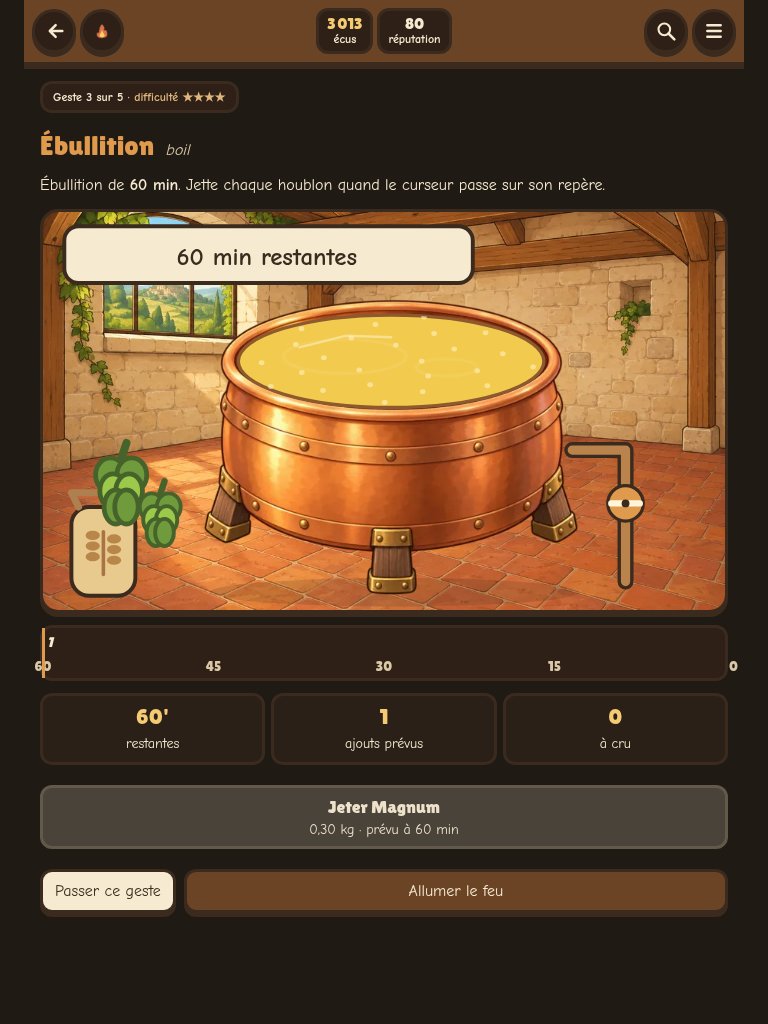 3 013
écus
80
réputation
Geste 3 sur 5 · difficulté ★★★★
Ébullition boil
Ébullition de 60 min. Jette chaque houblon quand le curseur passe sur son repère.
60 min restantes
1
60 45 30 15 0
60'
restantes
1
ajouts prévus
0
à cru
Jeter Magnum
0,30 kg · prévu à 60 min
Passer ce geste
Allumer le feu